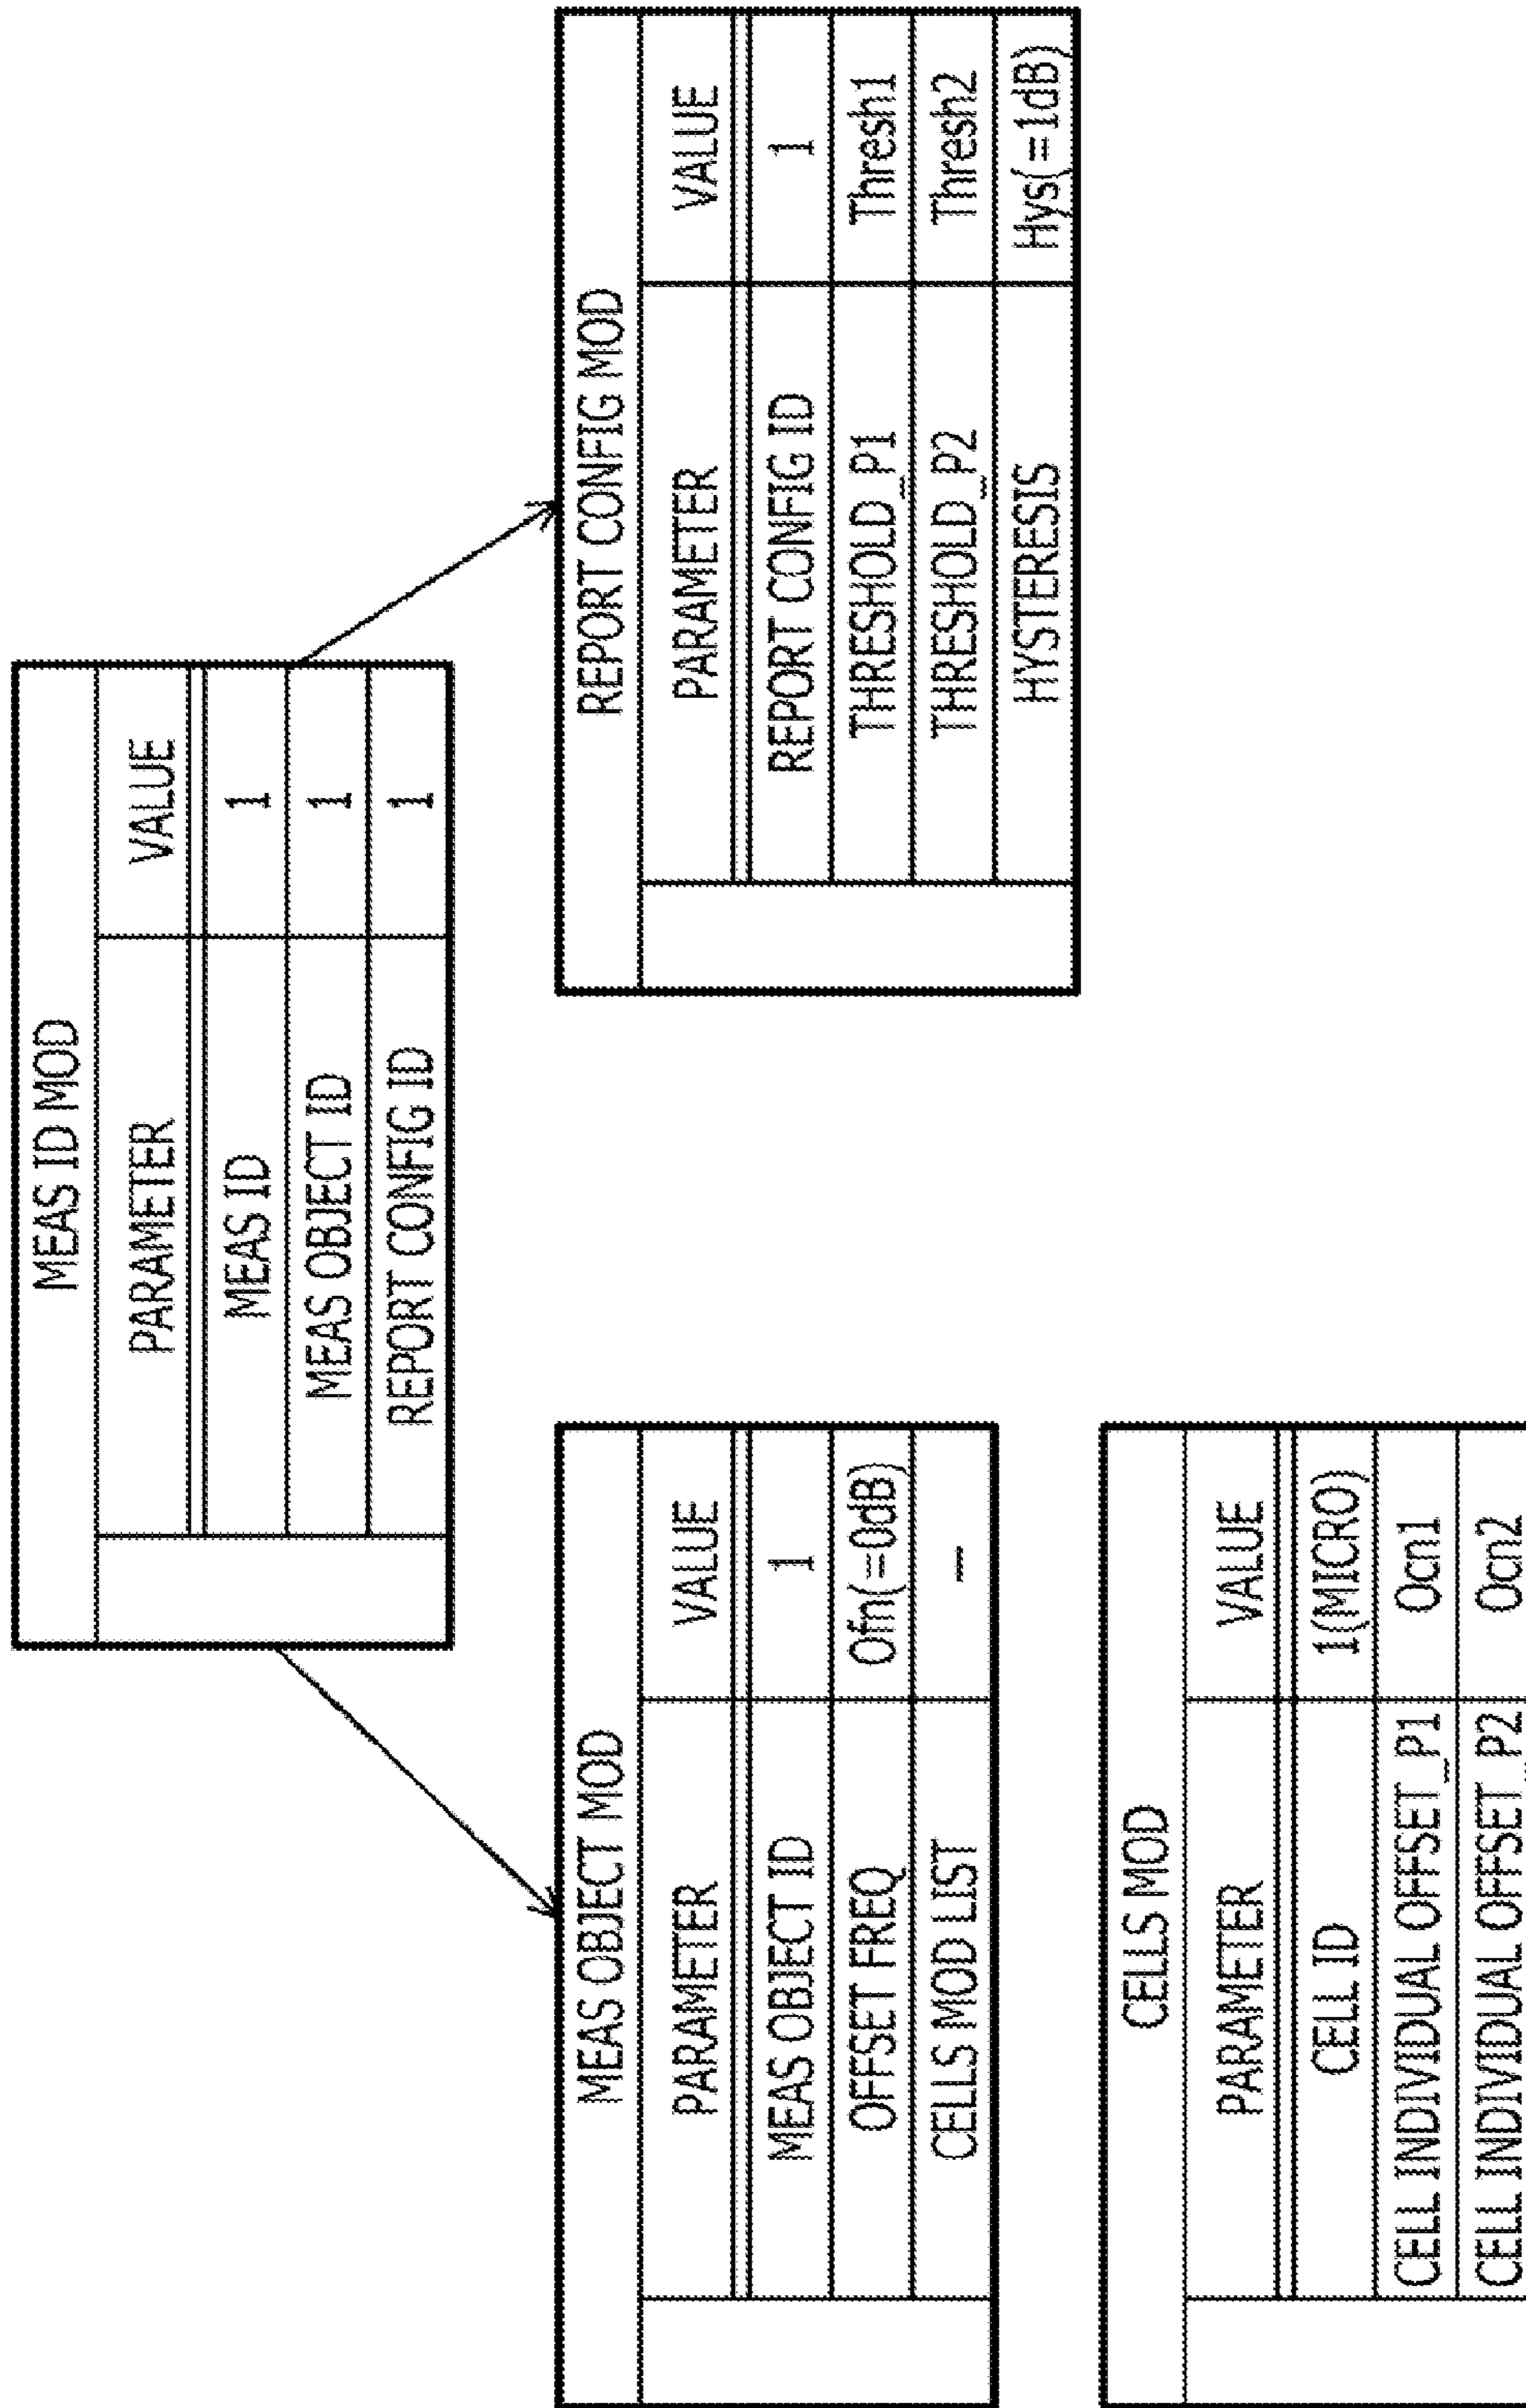 MEAS ID MOD
PARAMETER VALUE
MEAS ID 1
MEAS OBJECT ID 1
REPORT CONFIG ID 1
MEAS OBJECT MOD
PARAMETER VALUE
MEAS OBJECT ID 1
OFFSET FREQ Ofn(=0dB)
CELLS MOD LIST —
REPORT CONFIG MOD
PARAMETER VALUE
REPORT CONFIG ID 1
THRESHOLD_P1 Thresh1
THRESHOLD_P2 Thresh2
HYSTERESIS Hys(=1dB)
CELLS MOD
PARAMETER VALUE
CELL ID 1(MICRO)
CELL INDIVIDUAL OFFSET_P1 Ocn1
CELL INDIVIDUAL OFFSET_P2 Ocn2